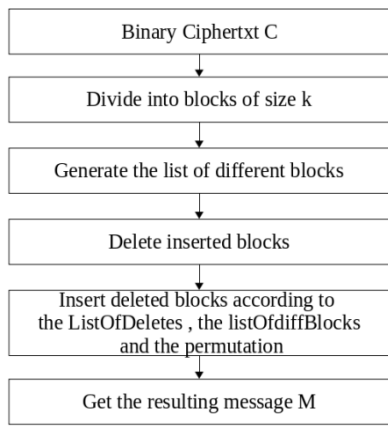 Binary Ciphertxt C
Divide into blocks of size k
Generate the list of different blocks
Delete inserted blocks
Insert deleted blocks according to
the ListOfDeletes , the listOfdiffBlocks
and the permutation
Get the resulting message M